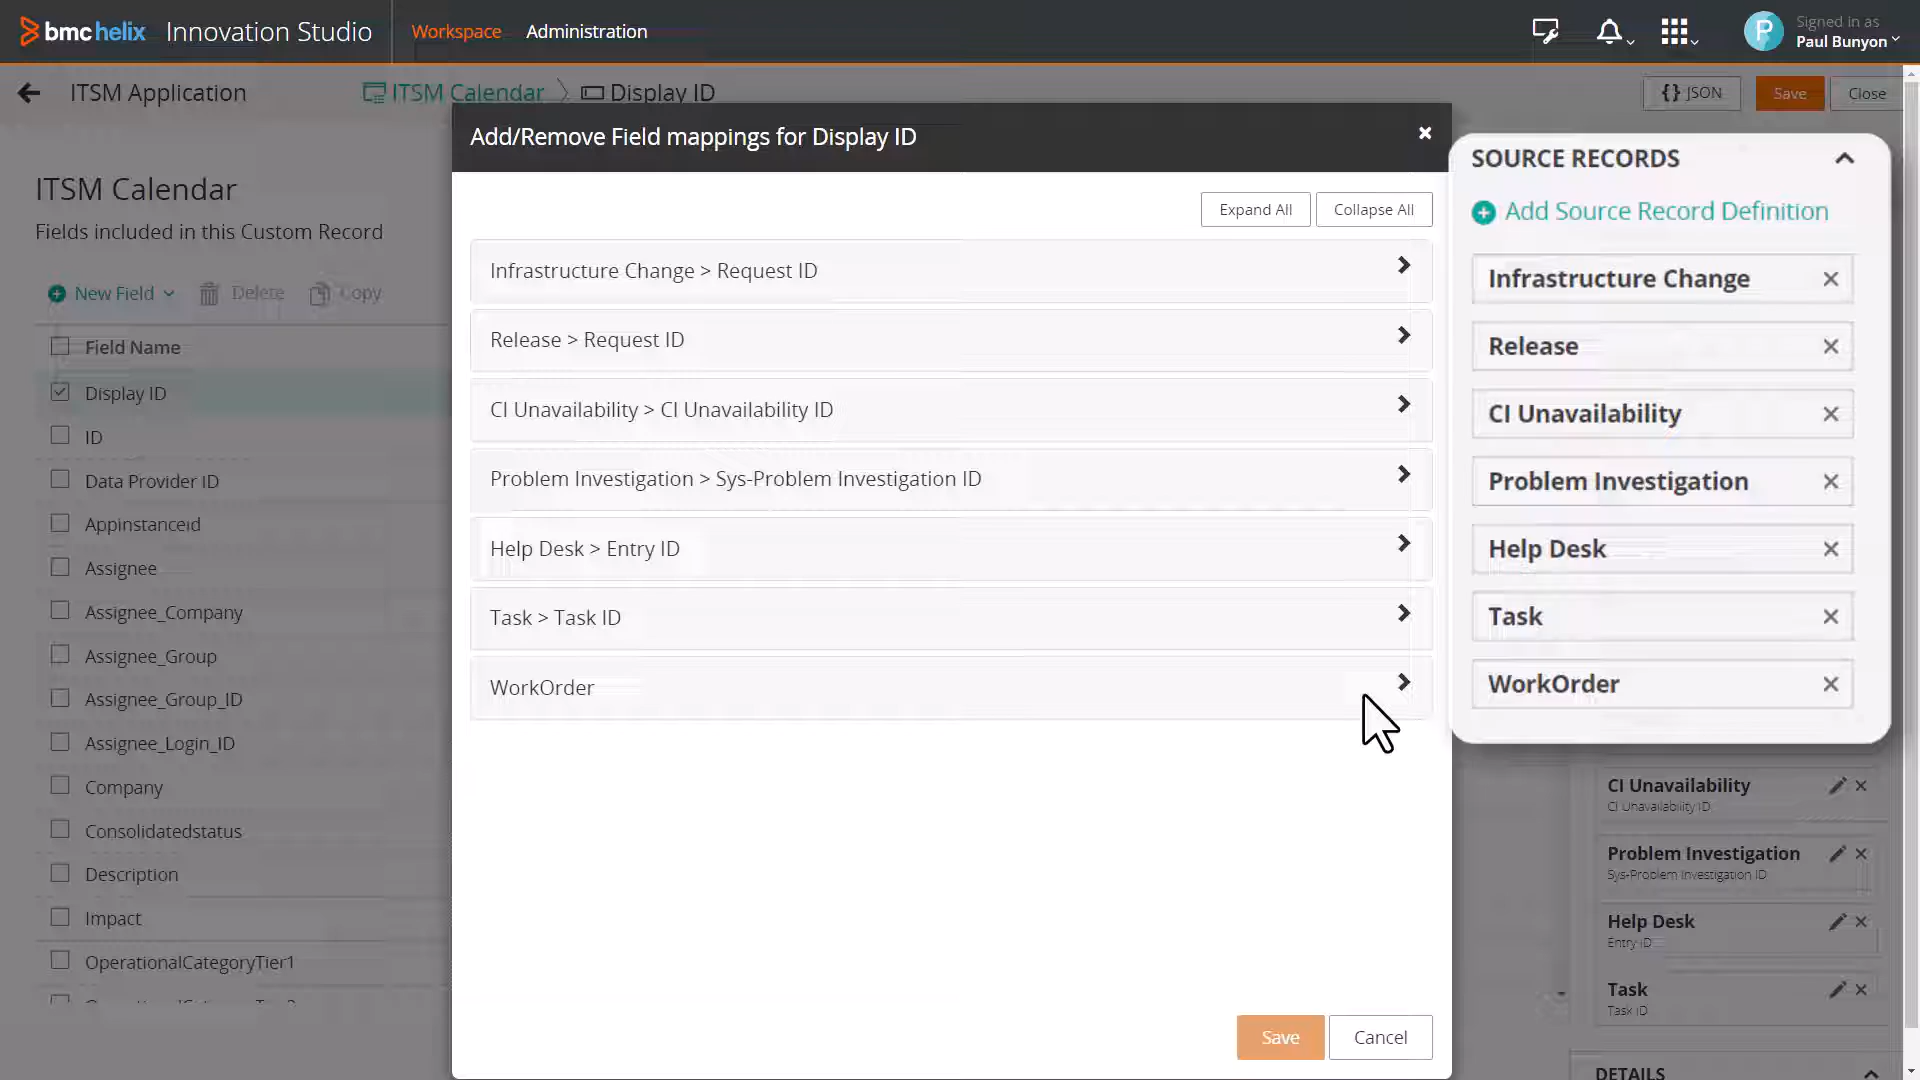 bmc helix Innovation Studio Workspace Administration
Signed in as
P
Paul Bunyon
ITSM Application
ITSM Calendar
Display ID
{} JSON
Save
Close
ITSM Calendar
Fields included in this Custom Record
New Field
Delete
Copy
Field Name
Display ID
ID
Data Provider ID
Appinstanceid
Assignee
Assignee_Company
Assignee_Group
Assignee_Group_ID
Assignee_Login_ID
Company
Consolidatedstatus
Description
Impact
OperationalCategoryTier1
Add/Remove Field mappings for Display ID
Expand All
Collapse All
Infrastructure Change > Request ID
Release > Request ID
CI Unavailability > CI Unavailability ID
Problem Investigation > Sys-Problem Investigation ID
Help Desk > Entry ID
Task > Task ID
WorkOrder
Save
Cancel
SOURCE RECORDS
Add Source Record Definition
Infrastructure Change
Release
CI Unavailability
Problem Investigation
Help Desk
Task
WorkOrder
CI Unavailability
CI Unavailability ID
Problem Investigation
Sys-Problem Investigation ID
Help Desk
Entry ID
Task
Task ID
DETAILS